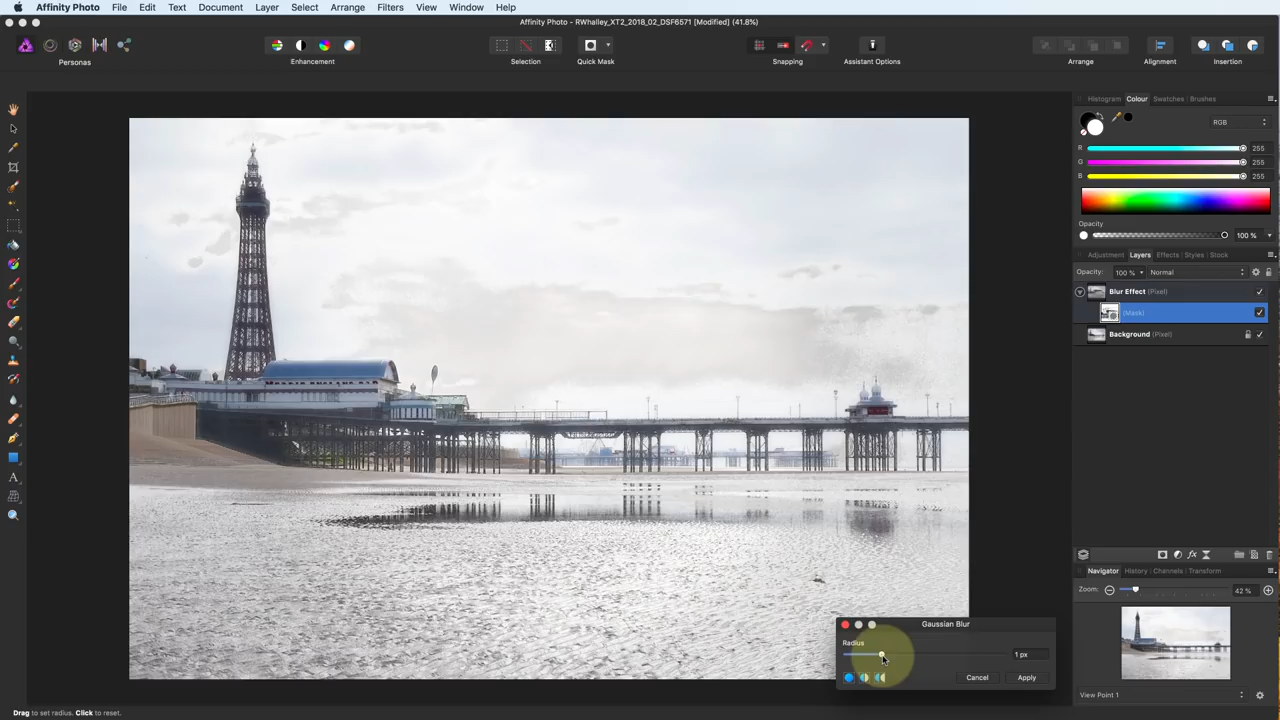 Affinity Photo File Edit Text Document Layer Select Arrange Filters View Window Help
Affinity Photo - RWhalley_XT2_2018_02_DSF6571 [Modified] (41.8%)
Personas
Enhancement
Selection
Quick Mask
Snapping
Assistant Options
Arrange
Alignment
Insertion
Histogram Colour Swatches Brushes
RGB
R 255
G 255
B 255
Opacity
100 %
Adjustment Layers Effects Styles Stock
Opacity: 100 % Normal
Blur Effect (Pixel)
(Mask)
Background (Pixel)
Navigator History Channels Transform
Zoom: 42 %
Gaussian Blur
Radius
1 px
Cancel Apply
View Point 1
Drag to set radius. Click to reset.